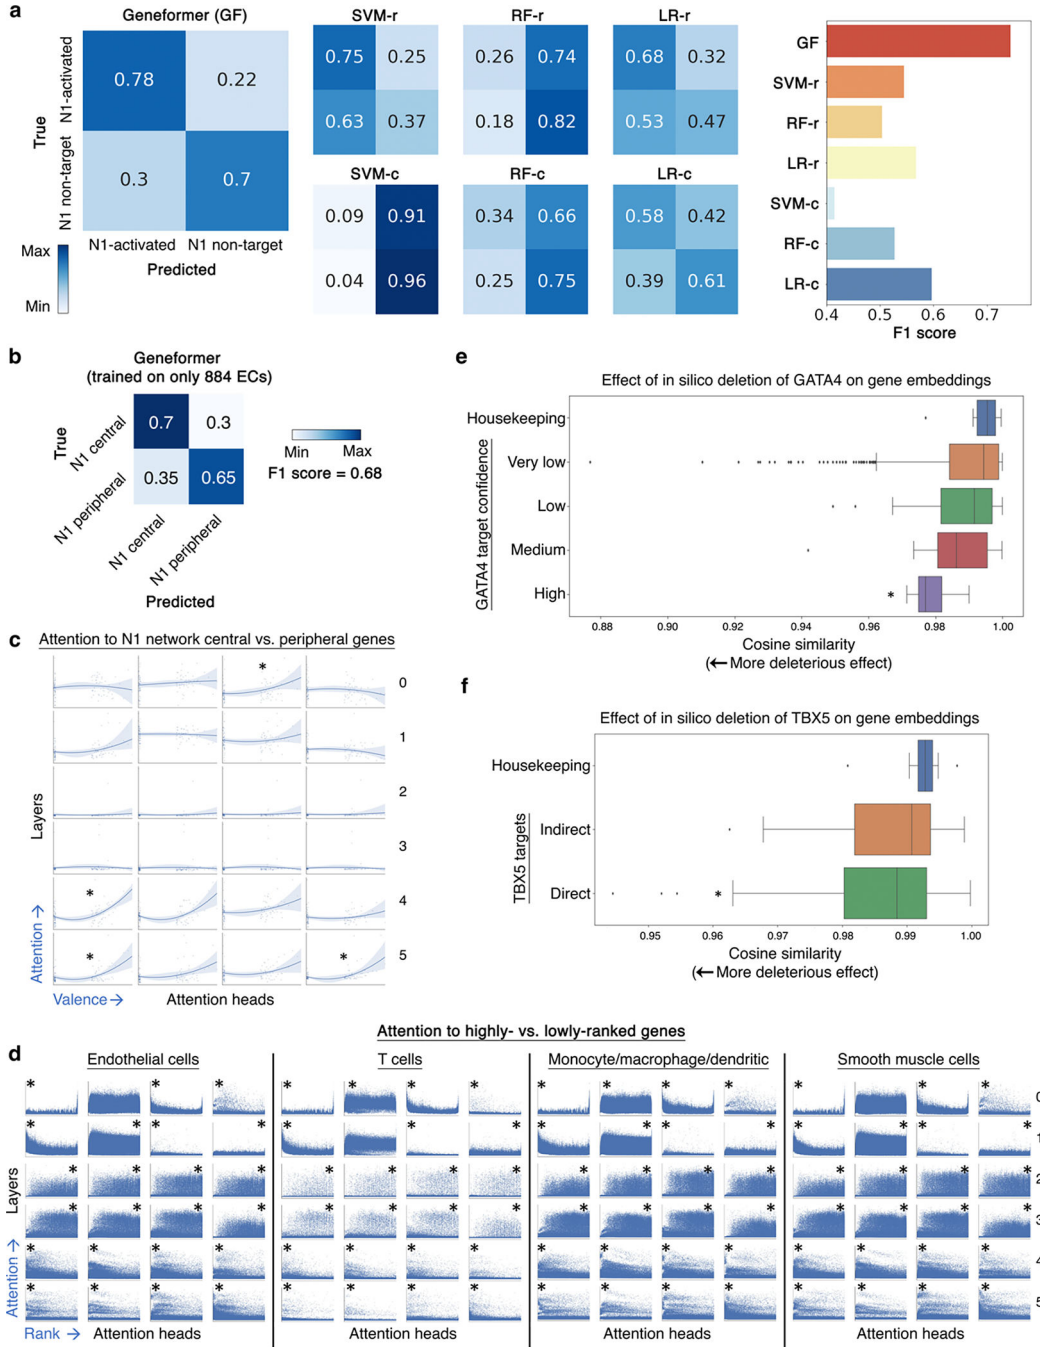 a
Geneformer (GF)
True
N1-activated
N1 non-target
0.78 0.22
0.3 0.7
N1-activated N1 non-target
Predicted
Max
Min
SVM-r RF-r LR-r
0.75 0.25 0.26 0.74 0.68 0.32
0.63 0.37 0.18 0.82 0.53 0.47
SVM-c RF-c LR-c
0.09 0.91 0.34 0.66 0.58 0.42
0.04 0.96 0.25 0.75 0.39 0.61
GF
SVM-r
RF-r
LR-r
SVM-c
RF-c
LR-c
0.4 0.5 0.6 0.7
F1 score
b
Geneformer
(trained on only 884 ECs)
True
N1 central
N1 peripheral
0.7 0.3
0.35 0.65
N1 central
N1 peripheral
Predicted
Min Max
F1 score = 0.68
c
Attention to N1 network central vs. peripheral genes
* 0
1
2
3
* 4
* * 5
Layers
Attention →
Valence → Attention heads
e
Effect of in silico deletion of GATA4 on gene embeddings
GATA4 target confidence
Housekeeping
Very low
Low
Medium
High *
0.88 0.90 0.92 0.94 0.96 0.98 1.00
Cosine similarity
(← More deleterious effect)
f
Effect of in silico deletion of TBX5 on gene embeddings
TBX5 targets
Housekeeping
Indirect
Direct *
0.95 0.96 0.97 0.98 0.99 1.00
Cosine similarity
(← More deleterious effect)
Attention to highly- vs. lowly-ranked genes
d
Endothelial cells T cells Monocyte/macrophage/dendritic Smooth muscle cells
0
1
2
3
4
5
Layers
Attention →
Rank → Attention heads Attention heads Attention heads Attention heads